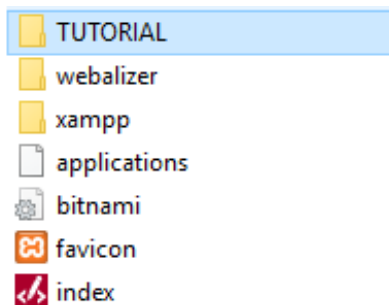 TUTORIAL
webalizer
xampp
applications
bitnami
favicon
index